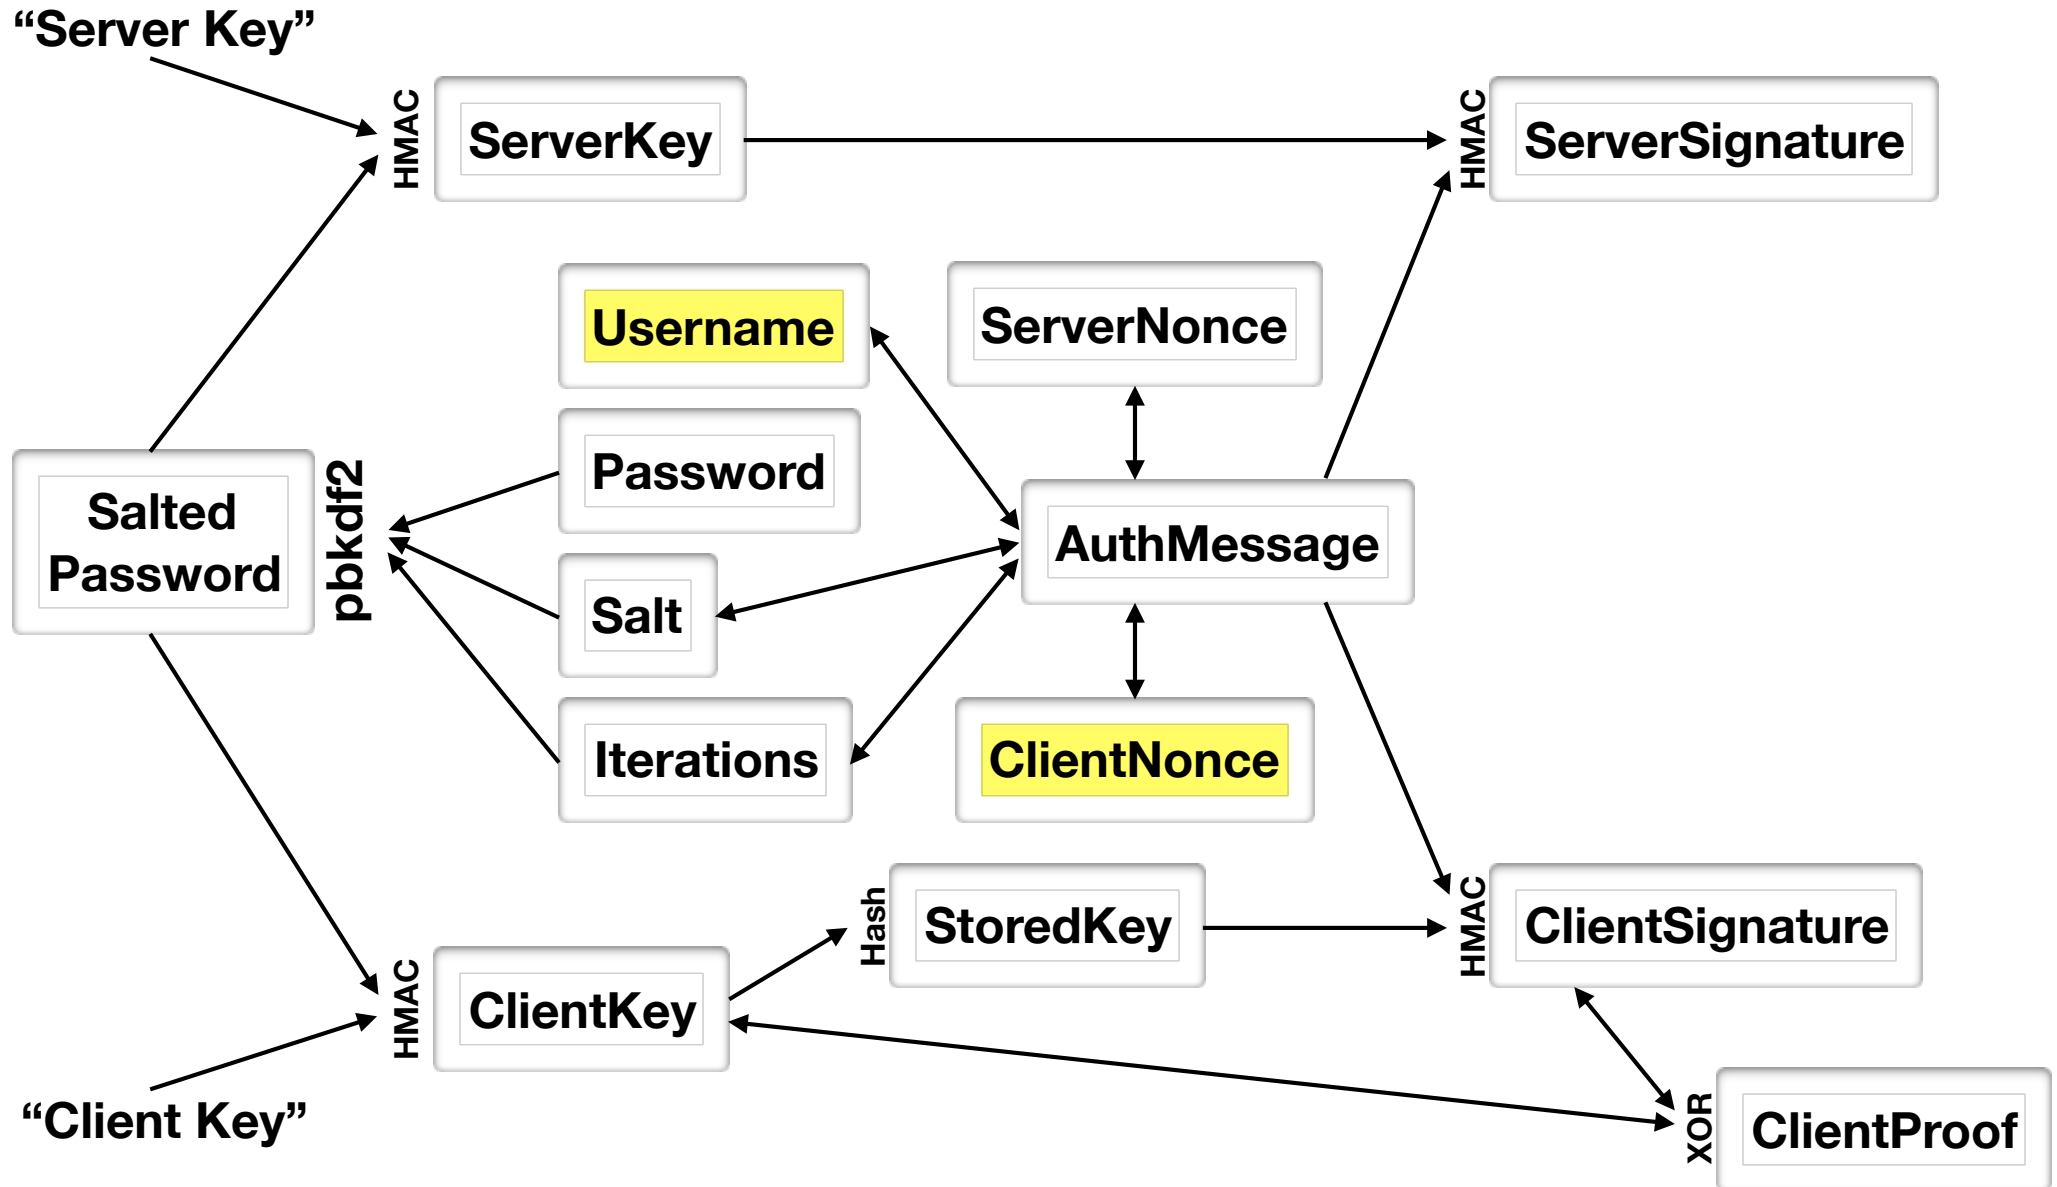 “Server Key”
HMAC
ServerKey
HMAC
ServerSignature
Username
ServerNonce
Password
Salted
Password
pbkdf2
AuthMessage
Salt
Iterations
ClientNonce
Hash
StoredKey
HMAC
ClientSignature
HMAC
ClientKey
“Client Key”
XOR
ClientProof